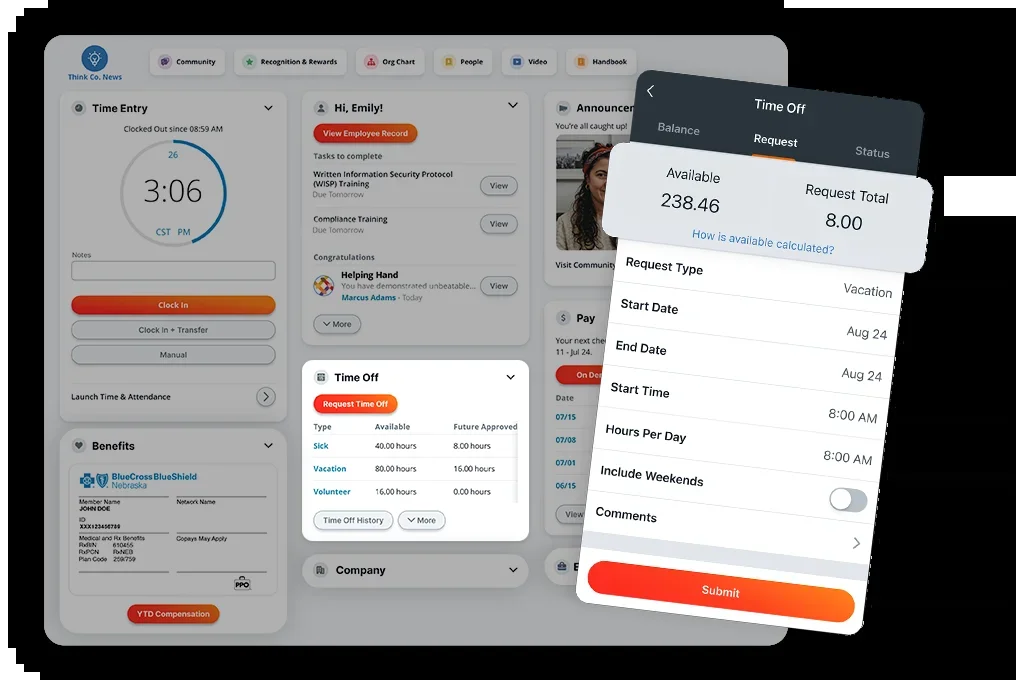 Think Co. News
Community
Recognition & Rewards
Org Chart
People
Video
Handbook
Time Entry
Clocked Out since 08:59 AM
26
3:06
CST PM
Notes
Clock In
Clock In + Transfer
Manual
Launch Time & Attendance
Benefits
BlueCross BlueShield
Nebraska
Member Name
JOHN DOE
Network Name
ID
XXX123456789
Medical and Rx Benefits
RxBIN 610455
RxPCN RxNEB
Plan Code 259/759
Copays May Apply
PPO
YTD Compensation
Hi, Emily!
View Employee Record
Tasks to complete
Written Information Security Protocol
(WISP) Training
Due Tomorrow
View
Compliance Training
Due Tomorrow
View
Congratulations
Helping Hand
You have demonstrated unbeatable...
Marcus Adams - Today
View
More
Time Off
Request Time Off
Type Available Future Approved
Sick 40.00 hours 8.00 hours
Vacation 80.00 hours 16.00 hours
Volunteer 16.00 hours 0.00 hours
Time Off History
More
Company
Announcer
You're all caught up!
Visit Community
Pay
Your next che
11 - Jul 24.
On De
Date
07/15
07/08
07/01
06/15
View
E
Time Off
Balance
Request
Status
Available
238.46
Request Total
8.00
How is available calculated?
Request Type Vacation
Start Date Aug 24
End Date Aug 24
Start Time 8:00 AM
Hours Per Day 8:00 AM
Include Weekends
Comments
Submit